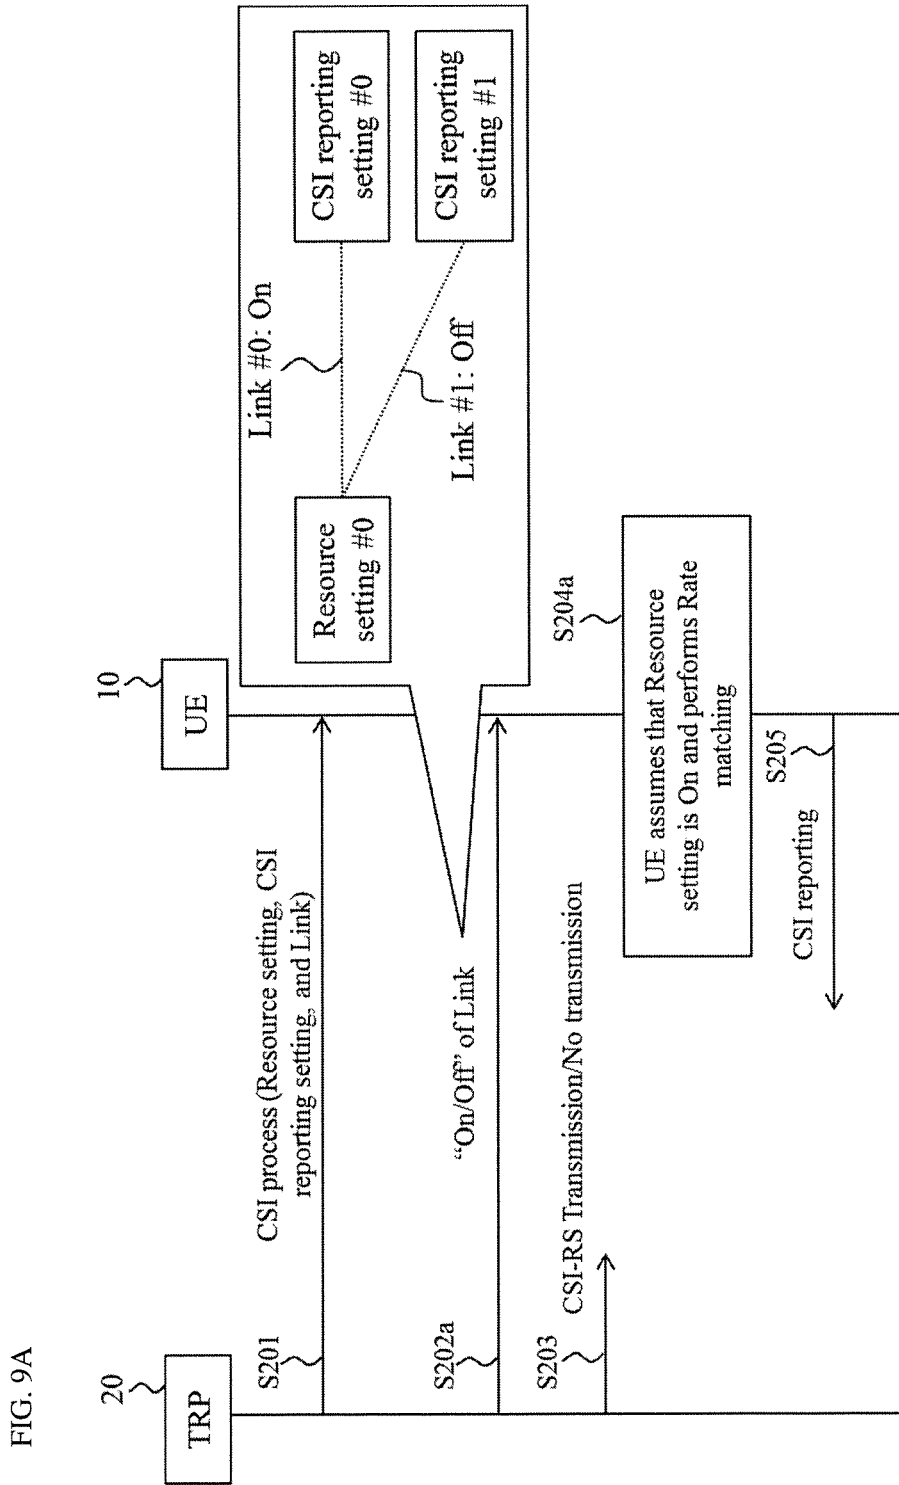 FIG. 9A
20
TRP
10
UE
S201
CSI process (Resource setting, CSI
reporting setting, and Link)
S202a
“On/Off” of Link
Resource
setting #0
Link #0: On
Link #1: Off
CSI reporting
setting #0
CSI reporting
setting #1
S203
CSI-RS Transmission/No transmission
S204a
UE assumes that Resource
setting is On and performs Rate
matching
S205
CSI reporting